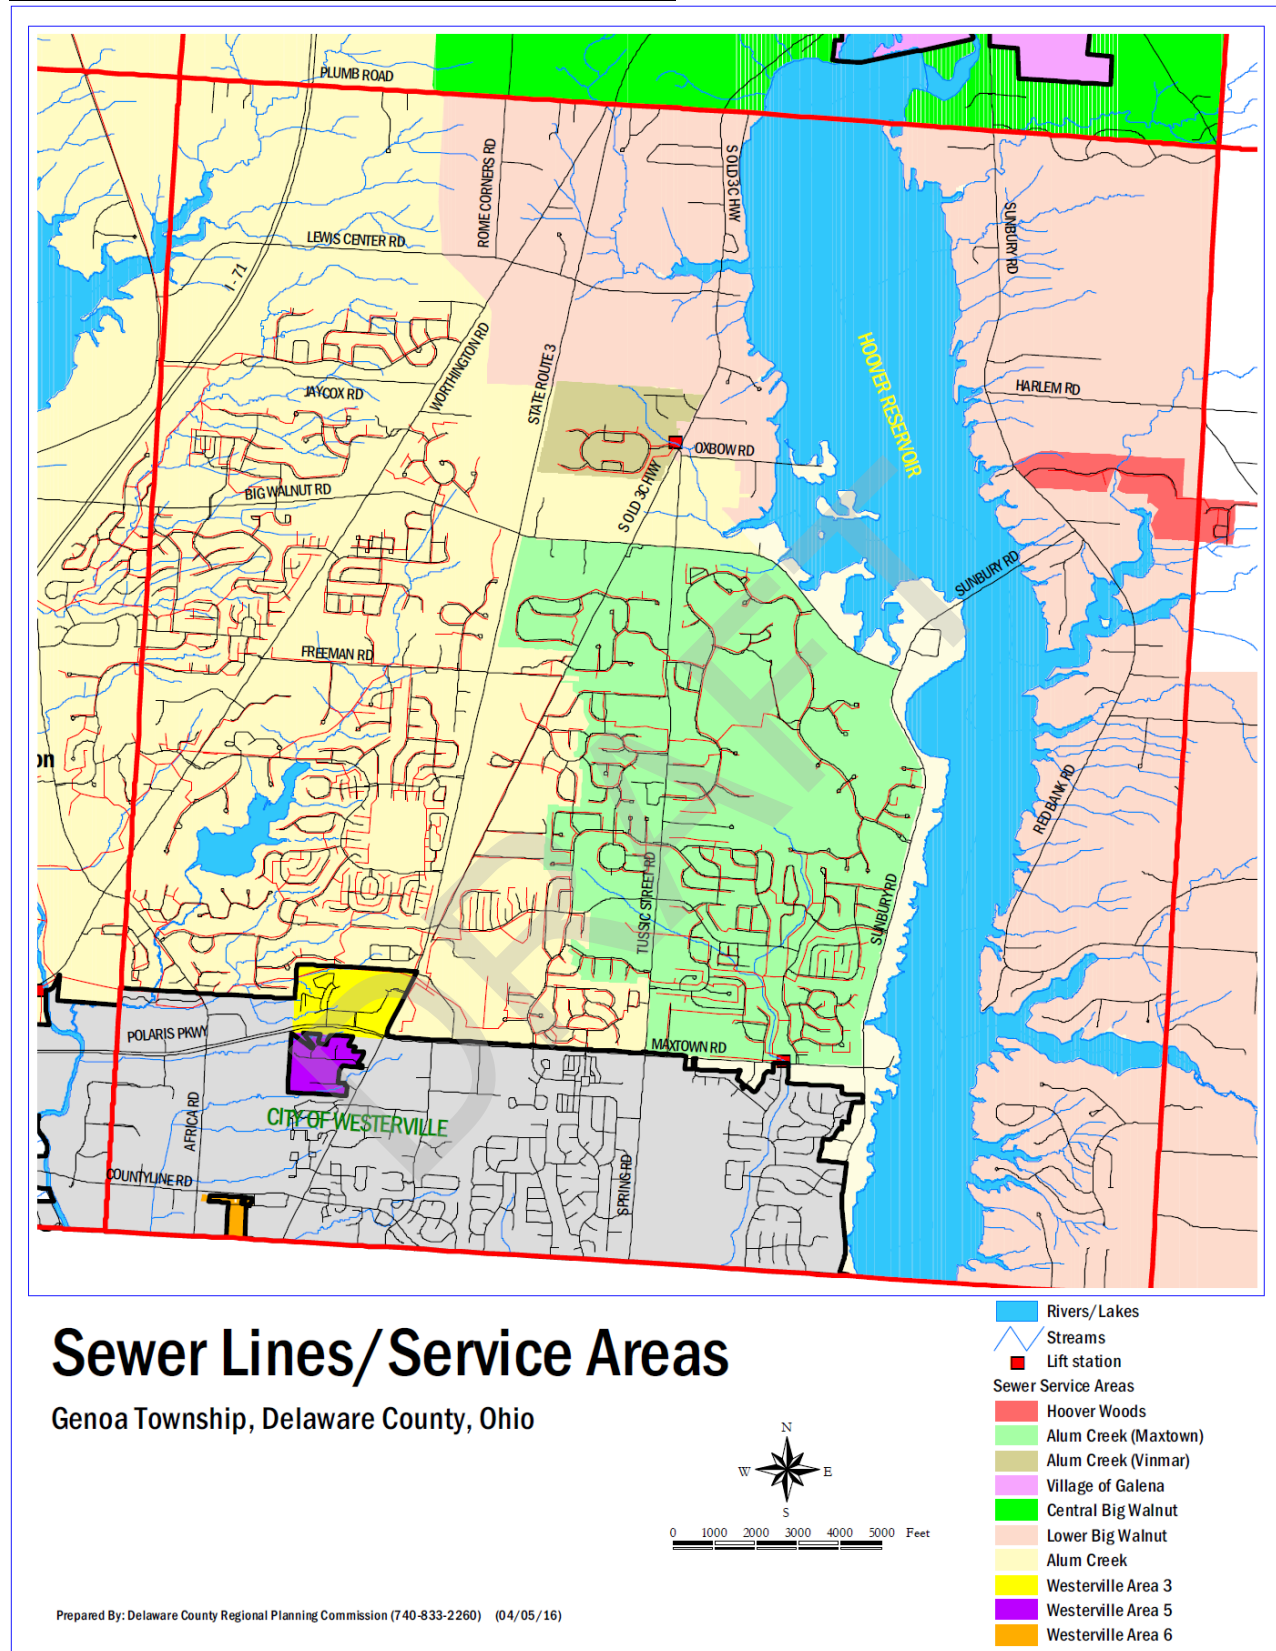 PLUMB ROAD
ROME CORNERS RD
S OLD 3C HWY
SUNBURY RD
LEWIS CENTER RD
I - 71
WORTHINGTON RD
STATE ROUTE 3
HOOVER RESERVOIR
JAYCOX RD
HARLEM RD
OXBOW RD
S OLD 3C HWY
BIG WALNUT RD
SUNBURY RD
FREEMAN RD
on
RED BANK RD
TUSSIC STREET RD
SUNBURY RD
DRAFT
POLARIS PKWY
MAXTOWN RD
AFRICA RD
CITY OF WESTERVILLE
COUNTYLINE RD
SPRING RD
Sewer Lines/Service Areas
Genoa Township, Delaware County, Ohio
N
W
E
S
0 1000 2000 3000 4000 5000 Feet
Prepared By: Delaware County Regional Planning Commission (740-833-2260) (04/05/16)
Rivers/Lakes
Streams
Lift station
Sewer Service Areas
Hoover Woods
Alum Creek (Maxtown)
Alum Creek (Vinmar)
Village of Galena
Central Big Walnut
Lower Big Walnut
Alum Creek
Westerville Area 3
Westerville Area 5
Westerville Area 6